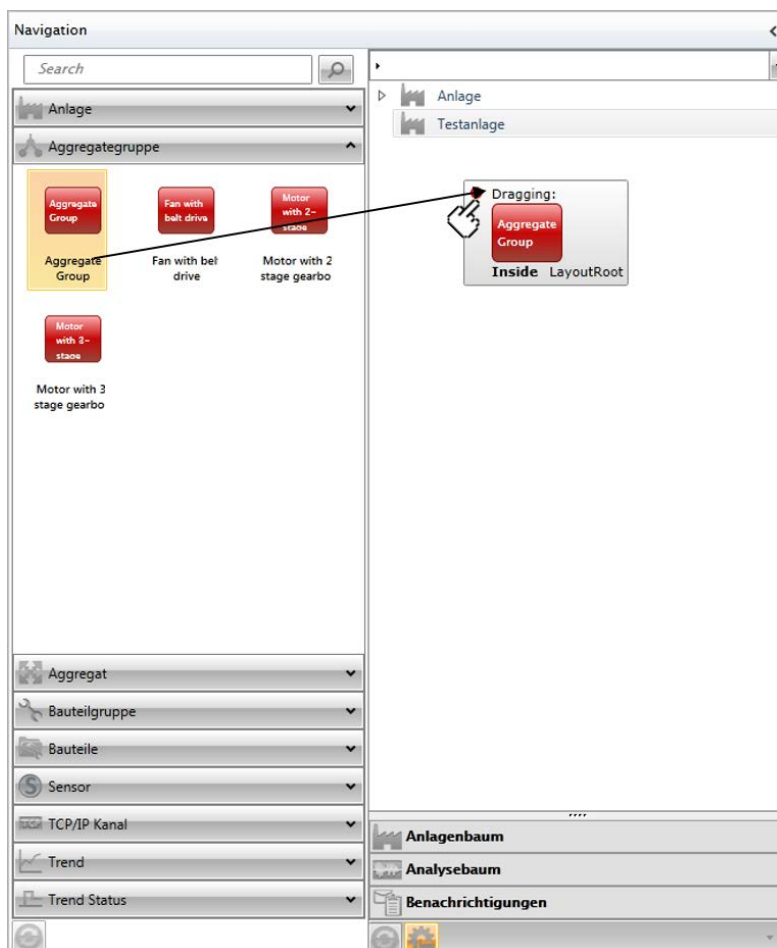 Navigation
Search
Anlage
Aggregategruppe
Aggregate
Group
Fan with
belt drive
Motor
with 2-
stage
Aggregate
Group
Fan with bel
drive
Motor with 2
stage gearbo
Motor
with 3-
stage
Motor with 3
stage gearbo
Aggregat
Bauteilgruppe
Bauteile
Sensor
TCP/IP Kanal
Trend
Trend Status
Anlage
Testanlage
Dragging:
Aggregate
Group
Inside LayoutRoot
Anlagenbaum
Analysebaum
Benachrichtigungen